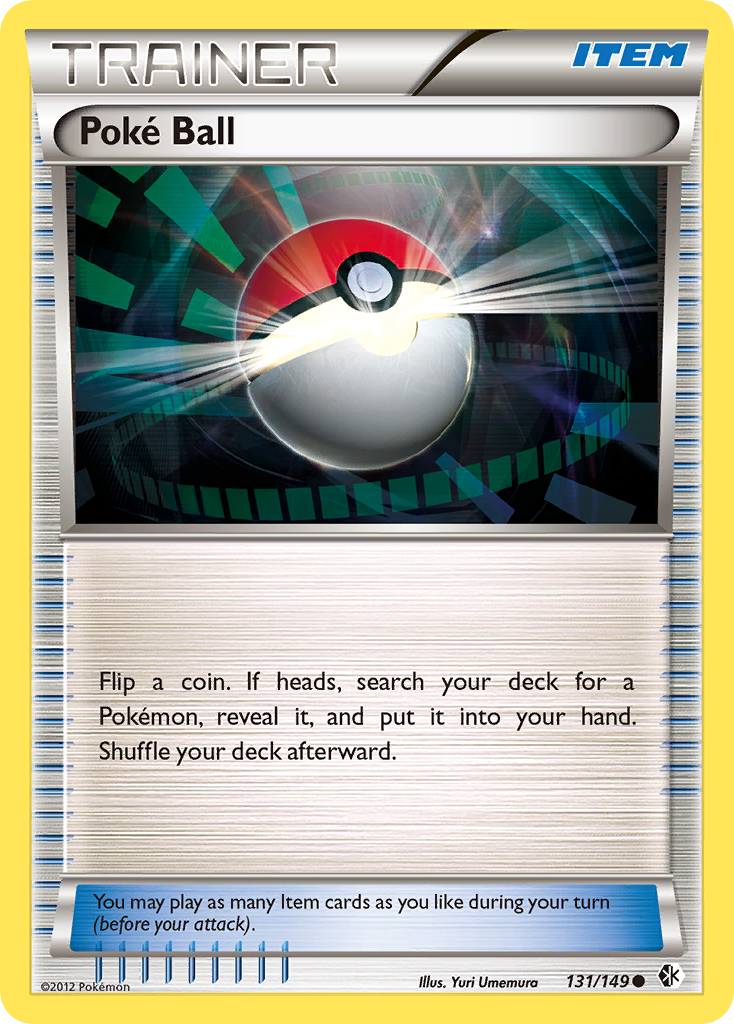 TRAINER
ITEM
Poké Ball
Flip a coin. If heads, search your deck for a
Pokémon, reveal it, and put it into your hand.
Shuffle your deck afterward.
You may play as many Item cards as you like during your turn
(before your attack).
©2012 Pokémon
Illus. Yuri Umemura
131/149